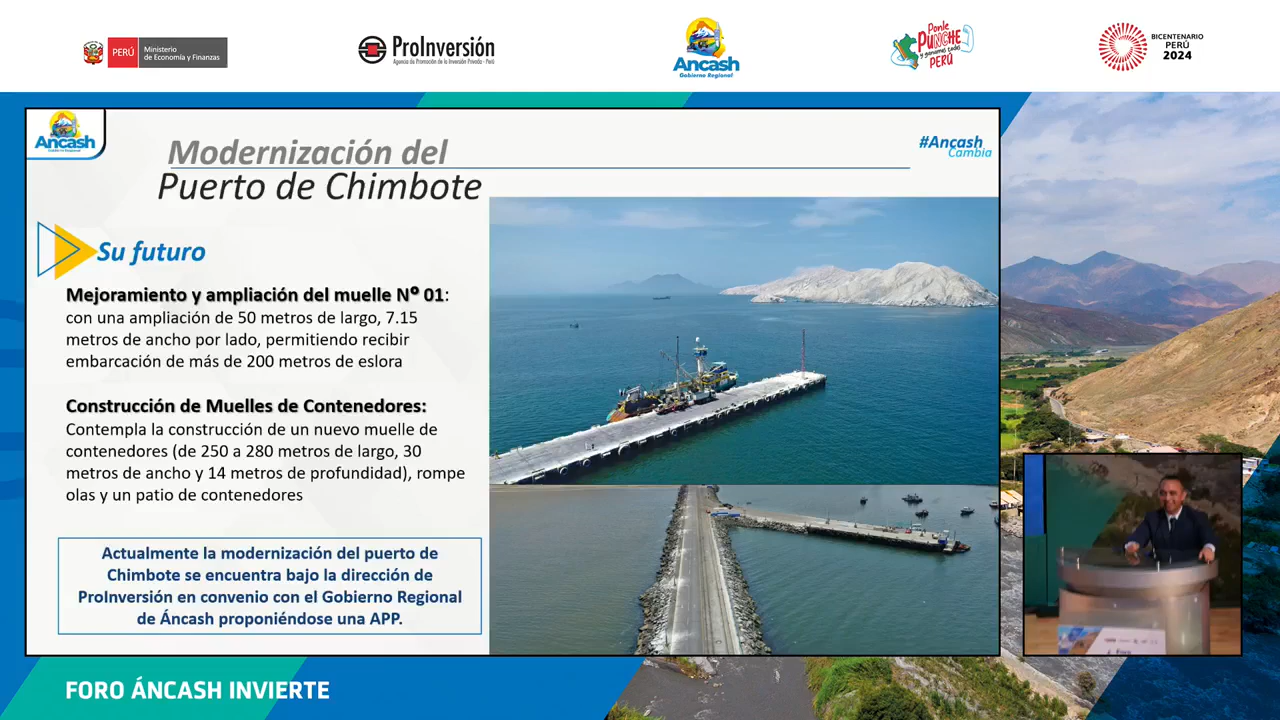 PERÚ
Ministerio
de Economía y Finanzas
ProInversión
Agencia de Promoción de la Inversión Privada - Perú
Ancash
Gobierno Regional
Ponle
PUNCHE
y ganamos todos
PERÚ
BICENTENARIO
PERÚ
2024
Ancash
Modernización del
Puerto de Chimbote
#Ancash
Cambia
Su futuro
Mejoramiento y ampliación del muelle Nº 01:
con una ampliación de 50 metros de largo, 7.15
metros de ancho por lado, permitiendo recibir
embarcación de más de 200 metros de eslora
Construcción de Muelles de Contenedores:
Contempla la construcción de un nuevo muelle de
contenedores (de 250 a 280 metros de largo, 30
metros de ancho y 14 metros de profundidad), rompe
olas y un patio de contenedores
Actualmente la modernización del puerto de
Chimbote se encuentra bajo la dirección de
ProInversión en convenio con el Gobierno Regional
de Áncash proponiéndose una APP.
FORO ÁNCASH INVIERTE